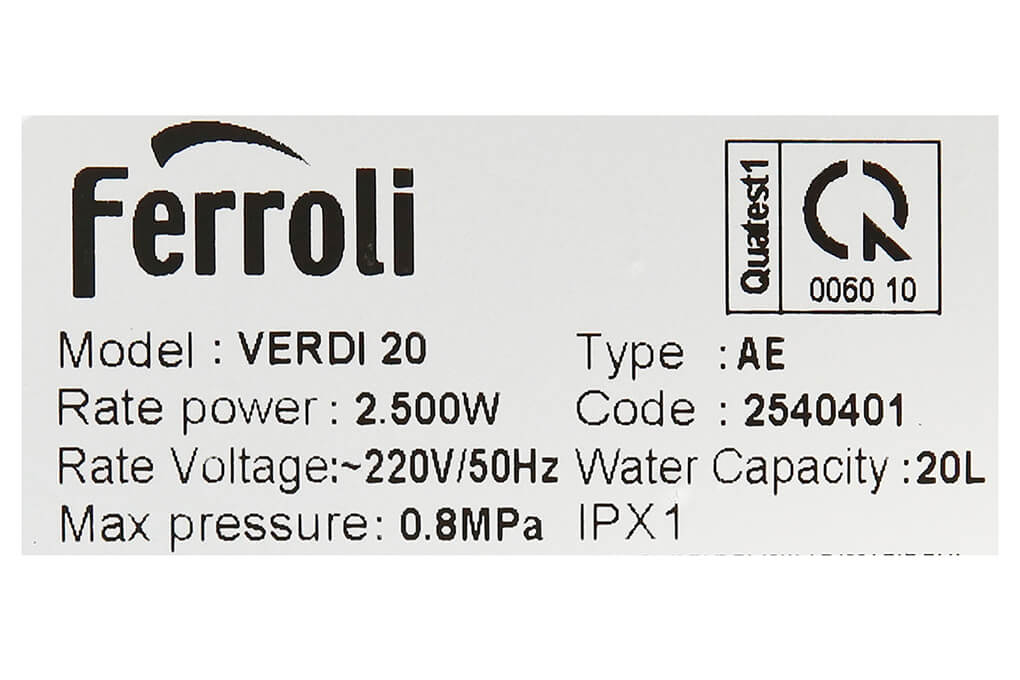 Ferroli
Quatest1
0060 10
Model : VERDI 20
Type : AE
Rate power : 2.500W
Code : 2540401
Rate Voltage:~220V/50Hz
Water Capacity :20L
Max pressure: 0.8MPa
IPX1